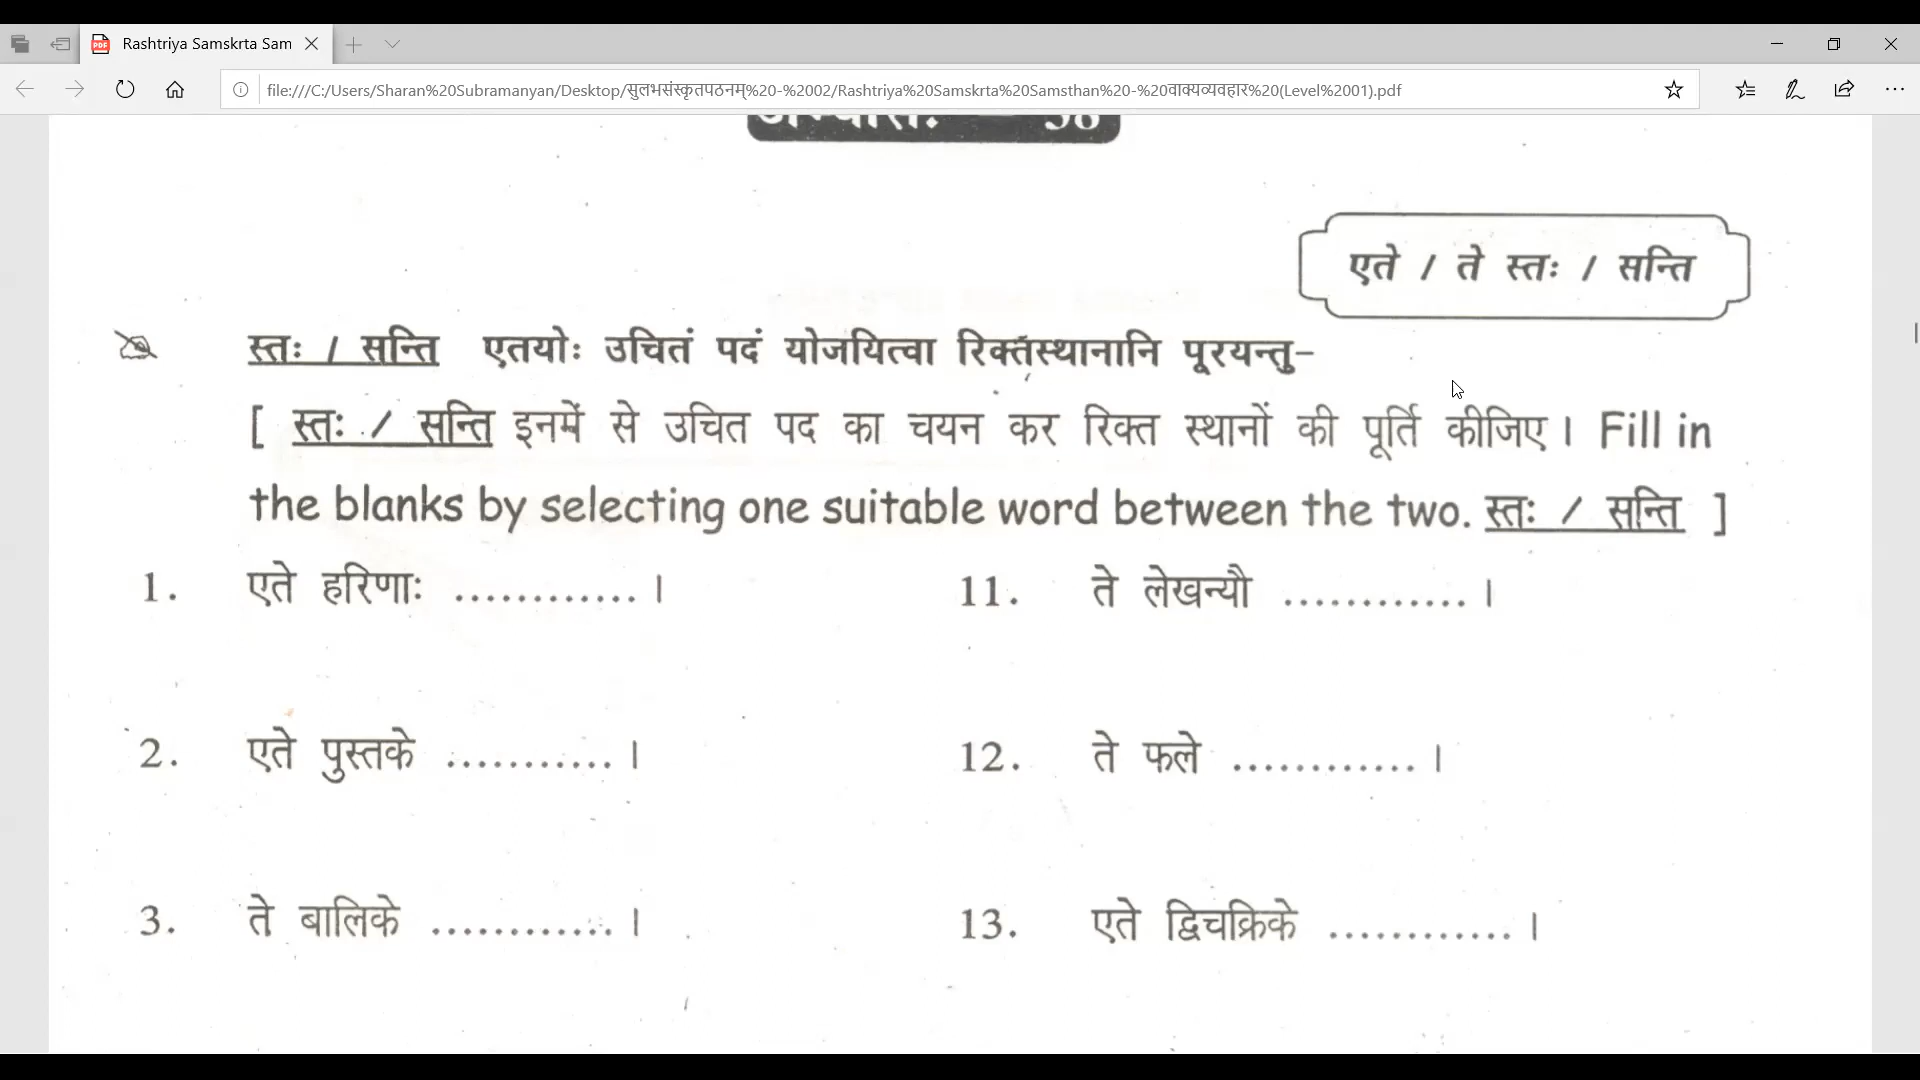 Rashtriya Samskrta Sam
file:///C:/Users/Sharan%20Subramanyan/Desktop/सुलभसंस्कृतपठनम्%20-%2002/Rashtriya%20Samskrta%20Samsthan%20-%20वाक्यव्यवहार%20(Level%2001).pdf
एते / ते स्तः / सन्ति
स्तः / सन्ति एतयोः उचितं पदं योजयित्वा रिक्तस्थानानि पूरयन्तु-
[ स्तः / सन्ति इनमें से उचित पद का चयन कर रिक्त स्थानों की पूर्ति कीजिए। Fill in
the blanks by selecting one suitable word between the two. स्तः / सन्ति ]
1. एते हरिणाः ............ ।
11. ते लेखन्यौ ............ ।
2. एते पुस्तके ........... ।
12. ते फले ............ ।
3. ते बालिके ............ ।
13. एते द्विचक्रिके ............ ।